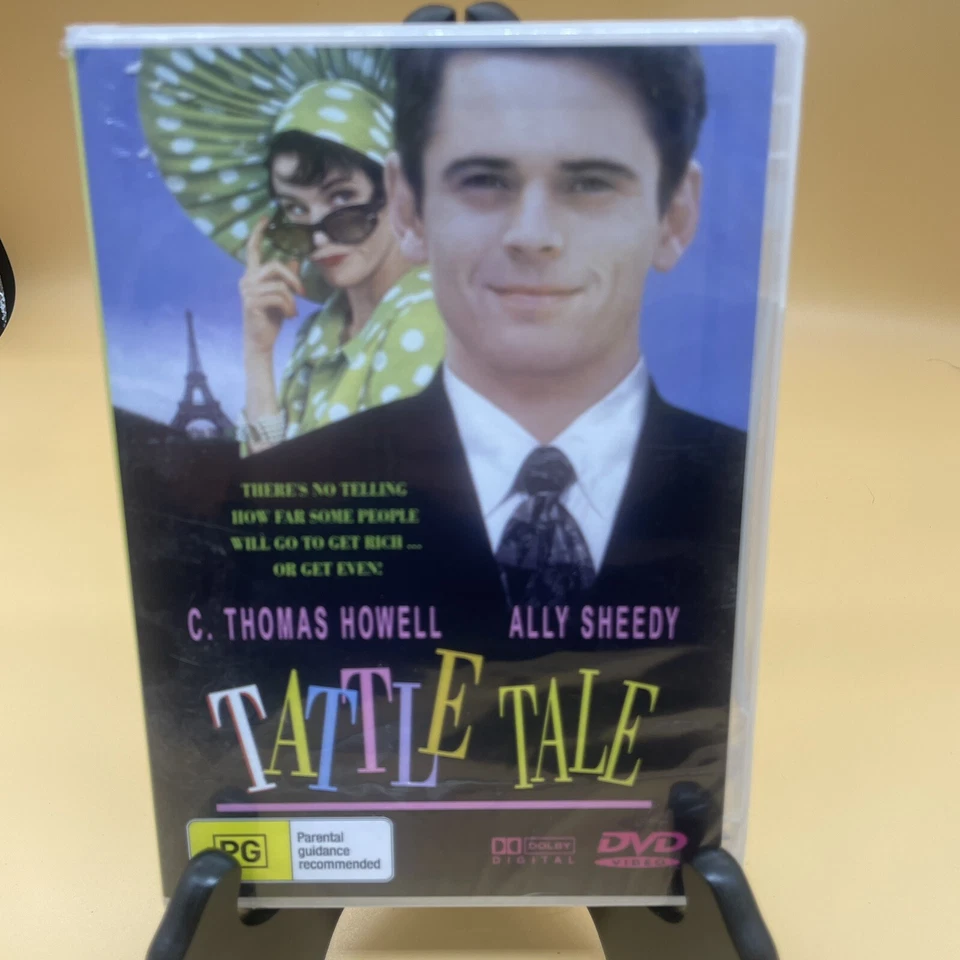 THERE'S NO TELLING
HOW FAR SOME PEOPLE
WILL GO TO GET RICH ...
OR GET EVEN!
C. THOMAS HOWELL ALLY SHEEDY
TATTLE TALE
PG
Parental
guidance
recommended
DOLBY
DIGITAL
DVD
VIDEO